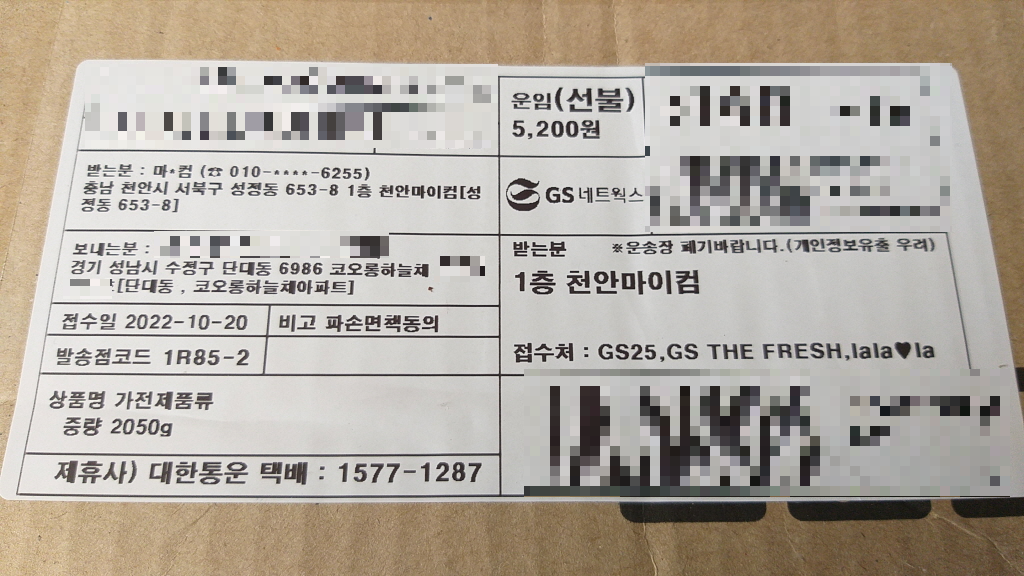 운임(선불)
5,200원
받는분 : 마*컴 (☎ 010-****-6255)
충남 천안시 서북구 성정동 653-8 1층 천안마이컴[성
정동 653-8]
GS네트웍스
보내는분 :
경기 성남시 수정구 단대동 6986 코오롱하늘채
[단대동 , 코오롱하늘채아파트]
받는분 ※운송장 폐기바랍니다.(개인정보유출 우려)
1층 천안마이컴
접수일 2022-10-20 비고 파손면책동의
발송점코드 1R85-2
접수처 : GS25,GS THE FRESH,lala♥la
상품명 가전제품류
중량 2050g
제휴사) 대한통운 택배 : 1577-1287